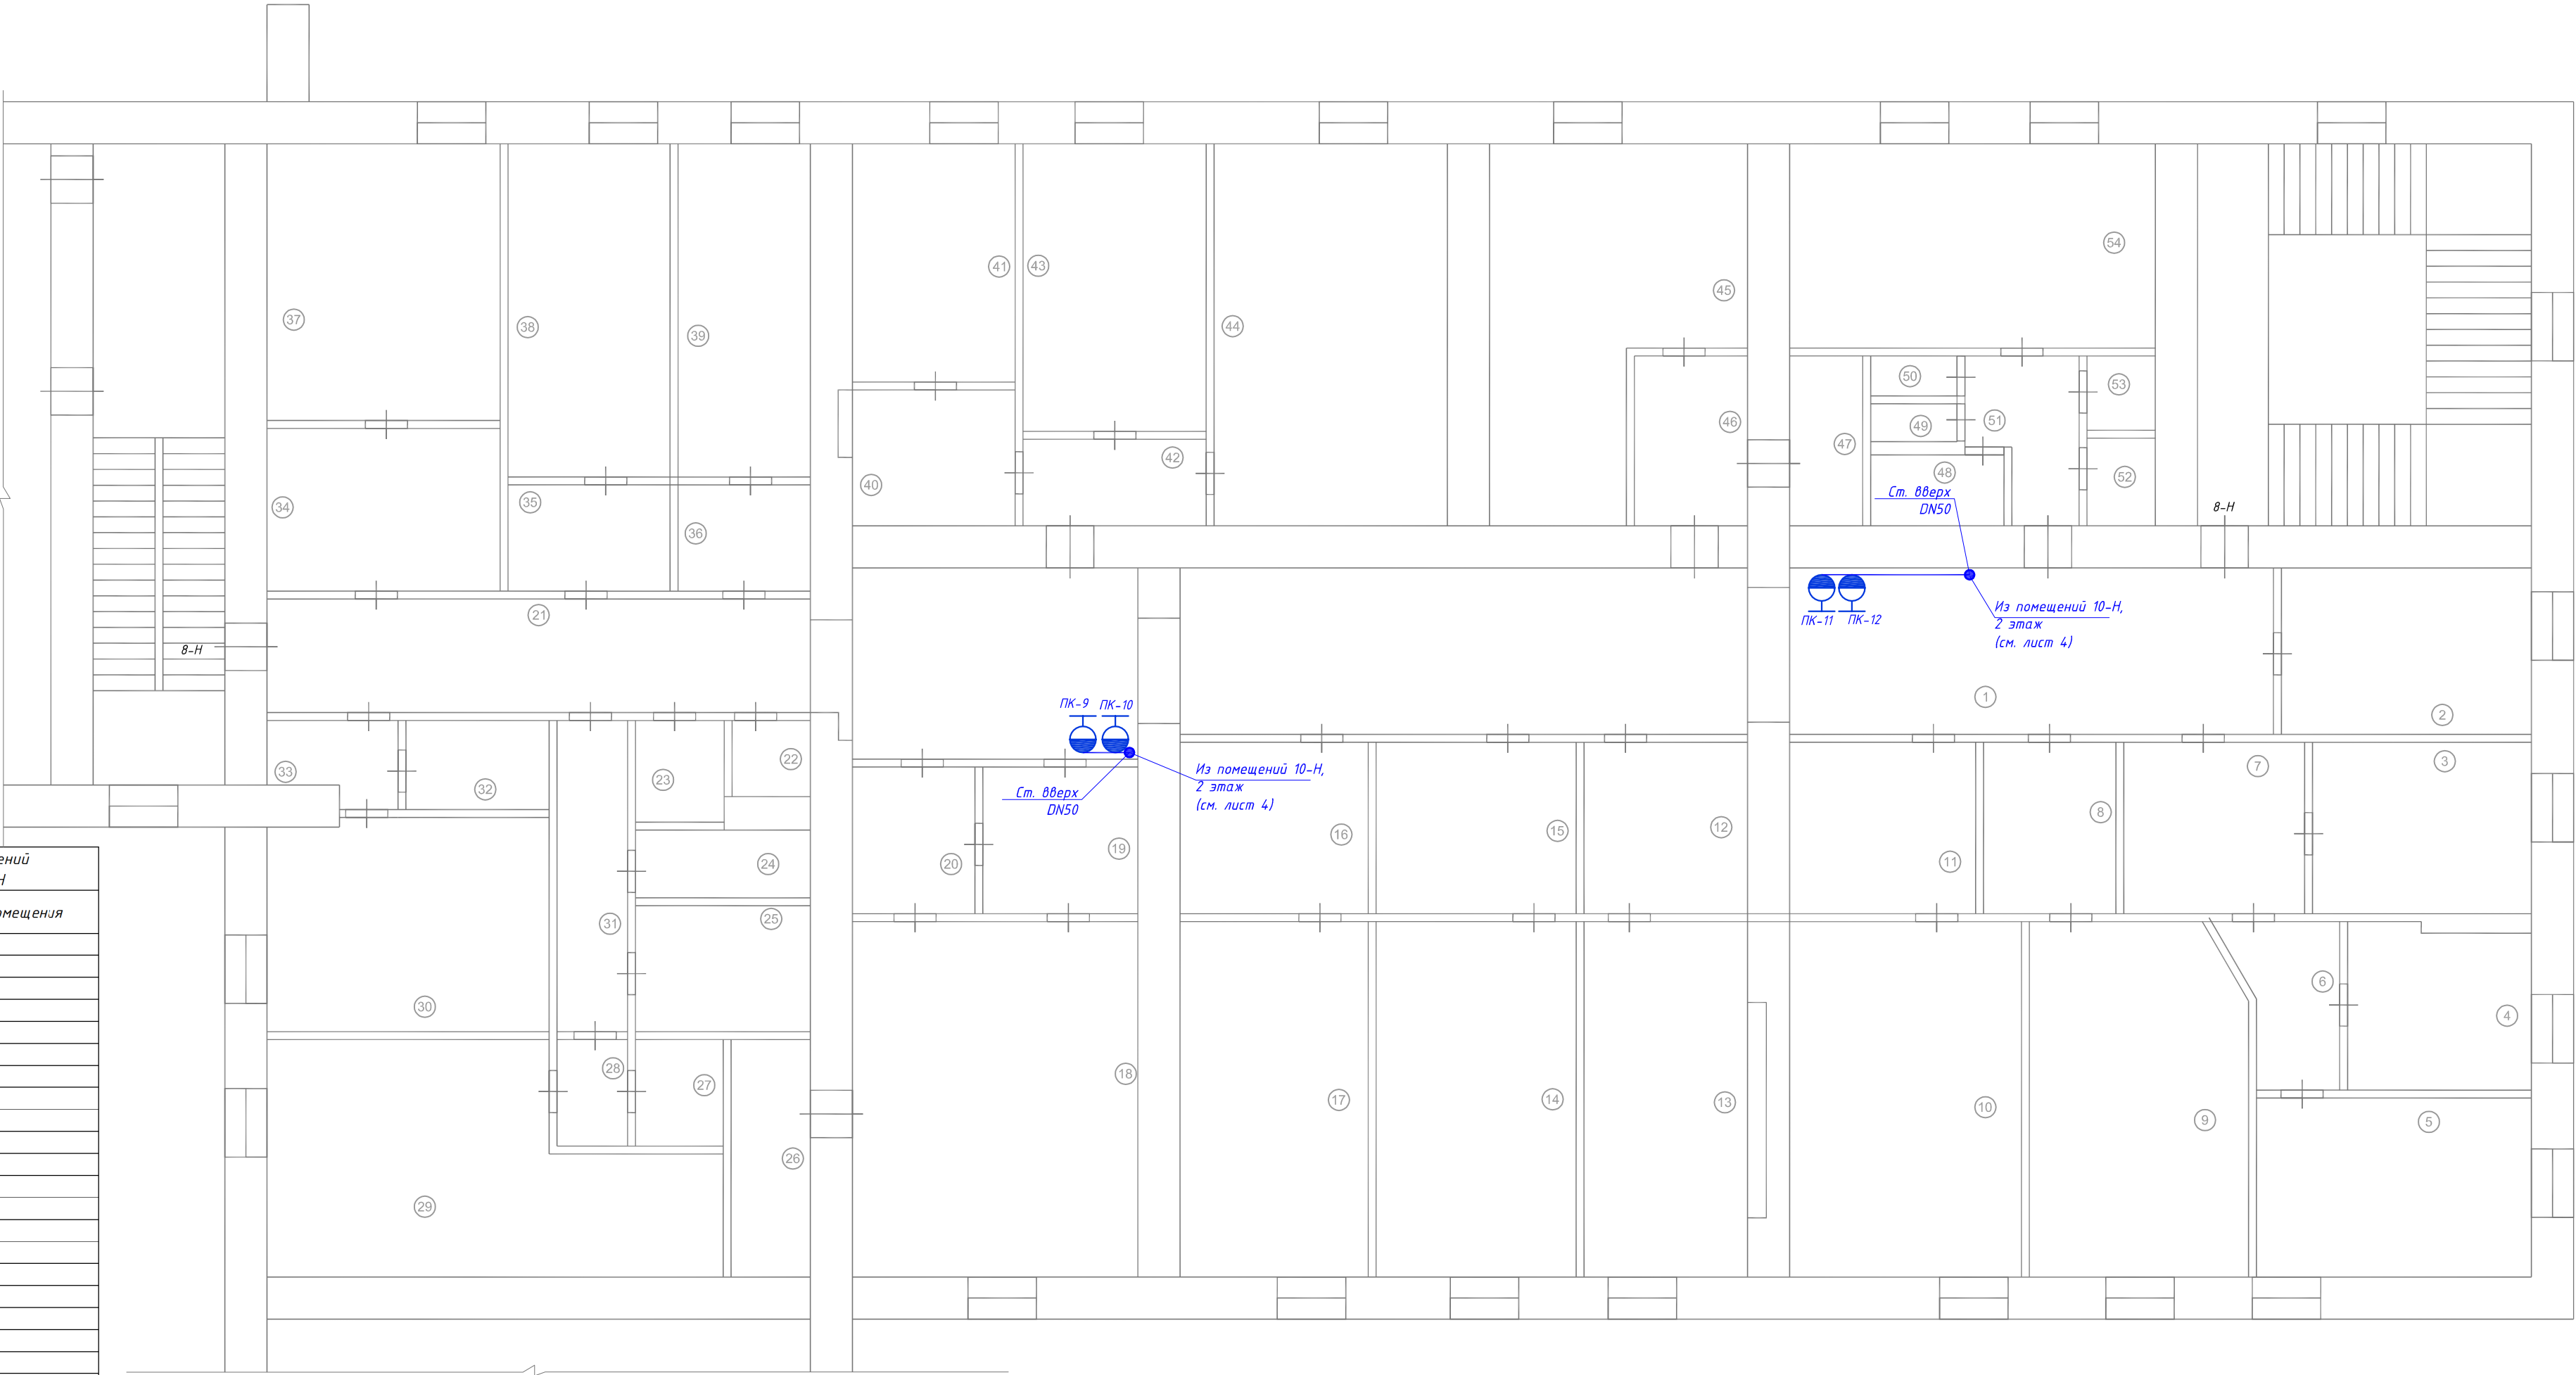 54
41
43
45
37
44
38
39
50
53
49
51
46
47
42
48
52
40
Ст. вверх
DN50
35
34
8-Н
36
Из помещений 10-Н,
2 этаж
(см. лист 4)
ПК-11
ПК-12
21
8-Н
1
ПК-9
ПК-10
2
22
3
7
33
23
32
Из помещений 10-Н,
2 этаж
(см. лист 4)
Ст. вверх
DN50
8
12
15
16
19
ений
Н
20
24
11
омещения
25
31
6
30
4
28
18
27
17
14
13
10
9
5
26
29